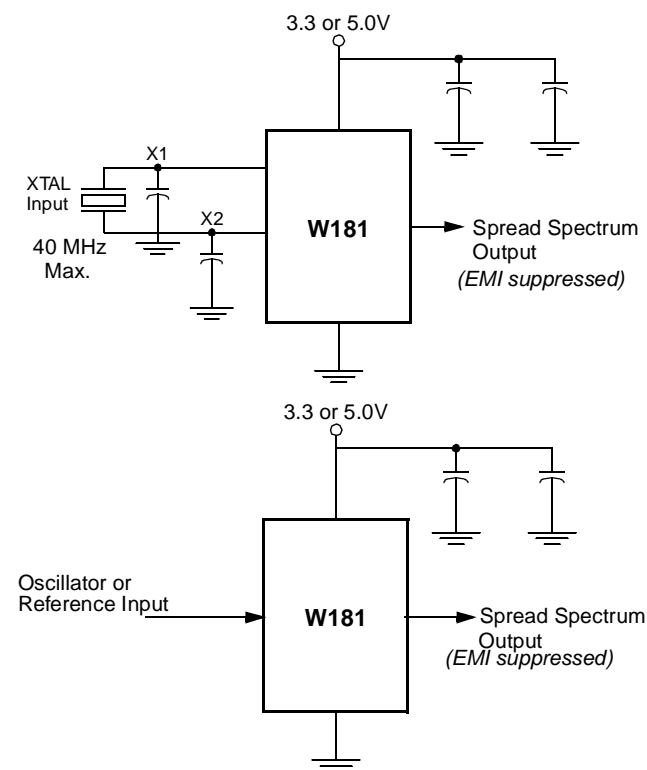 3.3 or 5.0V
X1
XTAL
Input
X2
40 MHz
Max.
W181
Spread Spectrum
Output
(EMI suppressed)
3.3 or 5.0V
Oscillator or
Reference Input
W181
Spread Spectrum
Output
(EMI suppressed)